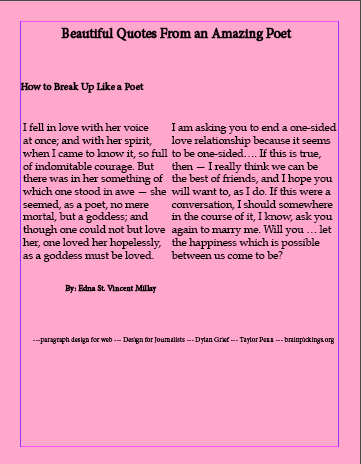 Beautiful Quotes From an Amazing Poet
How to Break Up Like a Poet
I fell in love with her voice
at once; and with her spirit,
when I came to know it, so full
of indomitable courage. But
there was in her something of
which one stood in awe — she
seemed, as a poet, no mere
mortal, but a goddess; and
though one could not but love
her, one loved her hopelessly,
as a goddess must be loved.
I am asking you to end a one-sided
love relationship because it seems
to be one-sided…. If this is true,
then — I really think we can be
the best of friends, and I hope you
will want to, as I do. If this were a
conversation, I should somewhere
in the course of it, I know, ask you
again to marry me. Will you … let
the happiness which is possible
between us come to be?
By: Edna St. Vincent Millay
---paragraph design for web --- Design for Journalists --- Dylan Grief --- Taylor Penn --- brainpickings.org